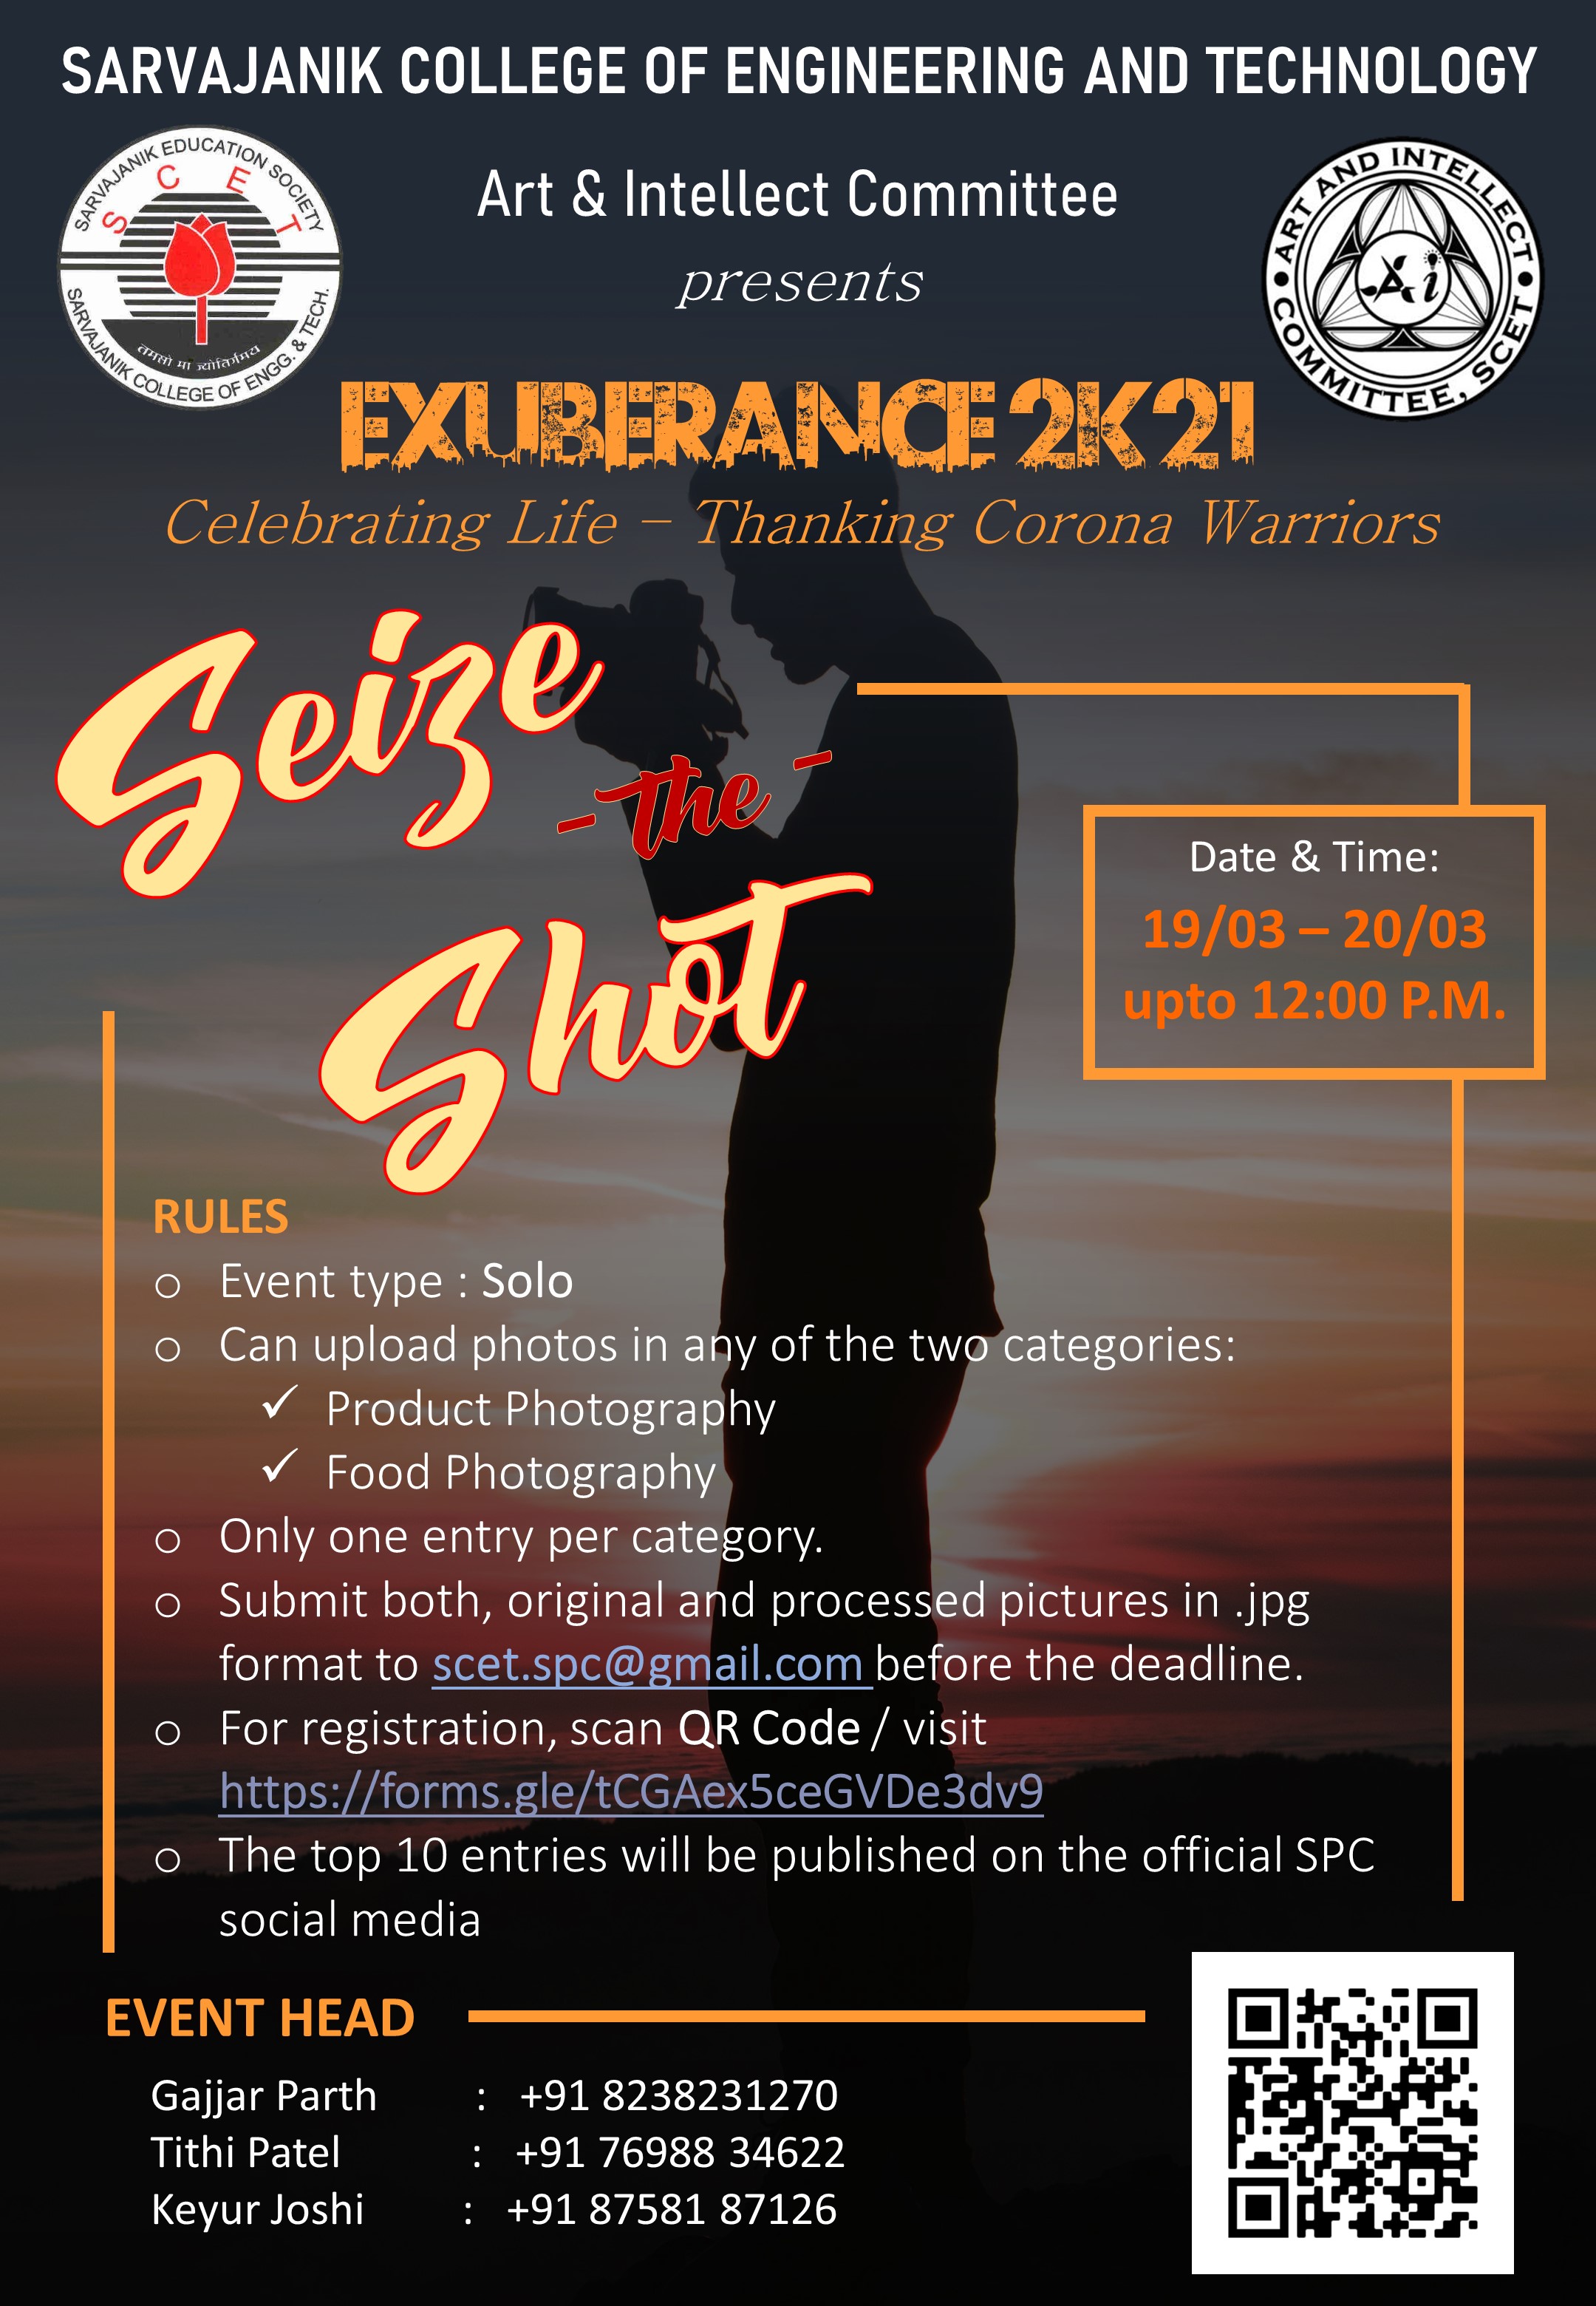 SARVAJANIK COLLEGE OF ENGINEERING AND TECHNOLOGY
SARVAJANIK EDUCATION SOCIETY
S C E T
तमसो मा ज्योतिर्गमय
SARVAJANIK COLLEGE OF ENGG. & TECH.
Art & Intellect Committee
presents
ART AND INTELLECT
Ai
COMMITTEE, SCET
EXUBERANCE 2K21
Celebrating Life – Thanking Corona Warriors
Seize
- the -
Shot
Date & Time:
19/03 – 20/03
upto 12:00 P.M.
RULES
o Event type : Solo
o Can upload photos in any of the two categories:
✓ Product Photography
✓ Food Photography
o Only one entry per category.
o Submit both, original and processed pictures in .jpg
format to scet.spc@gmail.com before the deadline.
o For registration, scan QR Code / visit
https://forms.gle/tCGAex5ceGVDe3dv9
o The top 10 entries will be published on the official SPC
social media
EVENT HEAD
Gajjar Parth : +91 8238231270
Tithi Patel : +91 76988 34622
Keyur Joshi : +91 87581 87126